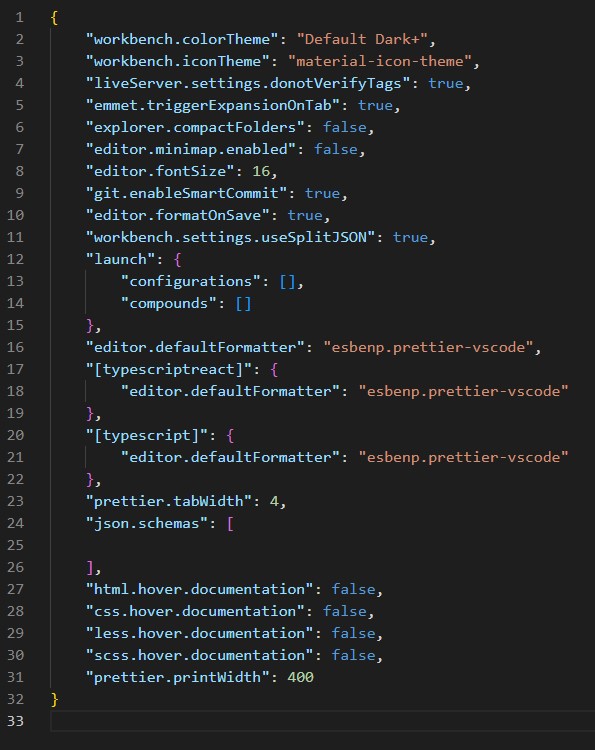 1 {
2     "workbench.colorTheme": "Default Dark+",
3     "workbench.iconTheme": "material-icon-theme",
4     "liveServer.settings.donotVerifyTags": true,
5     "emmet.triggerExpansionOnTab": true,
6     "explorer.compactFolders": false,
7     "editor.minimap.enabled": false,
8     "editor.fontSize": 16,
9     "git.enableSmartCommit": true,
10     "editor.formatOnSave": true,
11     "workbench.settings.useSplitJSON": true,
12     "launch": {
13         "configurations": [],
14         "compounds": []
15     },
16     "editor.defaultFormatter": "esbenp.prettier-vscode",
17     "[typescriptreact]": {
18         "editor.defaultFormatter": "esbenp.prettier-vscode"
19     },
20     "[typescript]": {
21         "editor.defaultFormatter": "esbenp.prettier-vscode"
22     },
23     "prettier.tabWidth": 4,
24     "json.schemas": [
25
26     ],
27     "html.hover.documentation": false,
28     "css.hover.documentation": false,
29     "less.hover.documentation": false,
30     "scss.hover.documentation": false,
31     "prettier.printWidth": 400
32 }
33